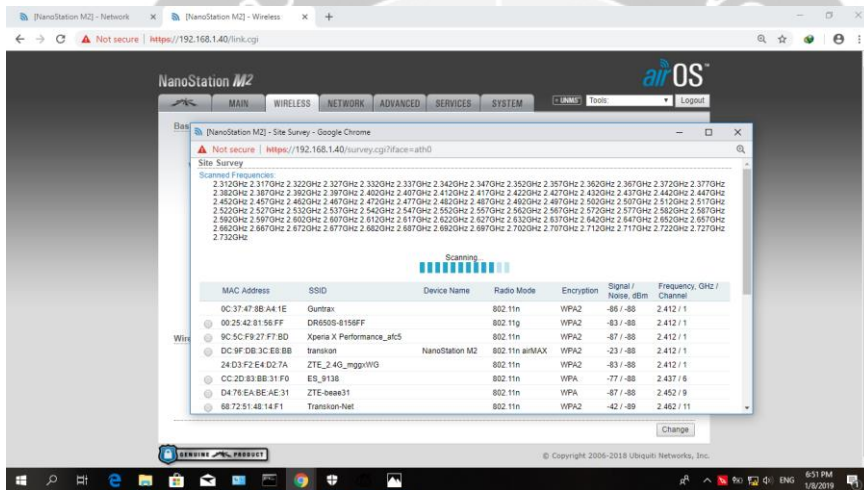 [NanoStation M2] - Network
[NanoStation M2] - Wireless
Not secure | https://192.168.1.40/link.cgi
NanoStation M2
airOS
MAIN WIRELESS NETWORK ADVANCED SERVICES SYSTEM UNMS Tools: Logout
Bas
[NanoStation M2] - Site Survey - Google Chrome
Not secure | https://192.168.1.40/survey.cgi?iface=ath0
Site Survey
Scanned Frequencies:
2.312GHz 2.317GHz 2.322GHz 2.327GHz 2.332GHz 2.337GHz 2.342GHz 2.347GHz 2.352GHz 2.357GHz 2.362GHz 2.367GHz 2.372GHz 2.377GHz
2.382GHz 2.387GHz 2.392GHz 2.397GHz 2.402GHz 2.407GHz 2.412GHz 2.417GHz 2.422GHz 2.427GHz 2.432GHz 2.437GHz 2.442GHz 2.447GHz
2.452GHz 2.457GHz 2.462GHz 2.467GHz 2.472GHz 2.477GHz 2.482GHz 2.487GHz 2.492GHz 2.497GHz 2.502GHz 2.507GHz 2.512GHz 2.517GHz
2.522GHz 2.527GHz 2.532GHz 2.537GHz 2.542GHz 2.547GHz 2.552GHz 2.557GHz 2.562GHz 2.567GHz 2.572GHz 2.577GHz 2.582GHz 2.587GHz
2.592GHz 2.597GHz 2.602GHz 2.607GHz 2.612GHz 2.617GHz 2.622GHz 2.627GHz 2.632GHz 2.637GHz 2.642GHz 2.647GHz 2.652GHz 2.657GHz
2.662GHz 2.667GHz 2.672GHz 2.677GHz 2.682GHz 2.687GHz 2.692GHz 2.697GHz 2.702GHz 2.707GHz 2.712GHz 2.717GHz 2.722GHz 2.727GHz
2.732GHz
Scanning...
MAC Address SSID Device Name Radio Mode Encryption Signal / Noise, dBm Frequency, GHz / Channel
0C:37:47:8B:A4:1E Guntrax 802.11n WPA2 -86 / -88 2.412 / 1
00:25:42:81:56:FF DR650S-8156FF 802.11g WPA2 -83 / -88 2.412 / 1
9C:5C:F9:27:F7:BD Xperia X Performance_afc5 802.11n WPA2 -87 / -88 2.412 / 1
DC:9F:DB:3C:E8:BB transkon NanoStation M2 802.11n airMAX WPA2 -23 / -88 2.412 / 1
24:D3:F2:E4:D2:7A ZTE_2.4G_mggxWG 802.11n WPA2 -83 / -88 2.412 / 1
CC:2D:83:BB:31:F0 ES_9138 802.11n WPA -77 / -88 2.437 / 6
D4:76:EA:BE:AE:31 ZTE-beae31 802.11n WPA -87 / -88 2.452 / 9
68:72:51:48:14:F1 Transkon-Net 802.11n WPA2 -42 / -89 2.462 / 11
Wire
Change
GENUINE PRODUCT
© Copyright 2006-2018 Ubiquiti Networks, Inc.
ENG
6:51 PM
1/8/2019